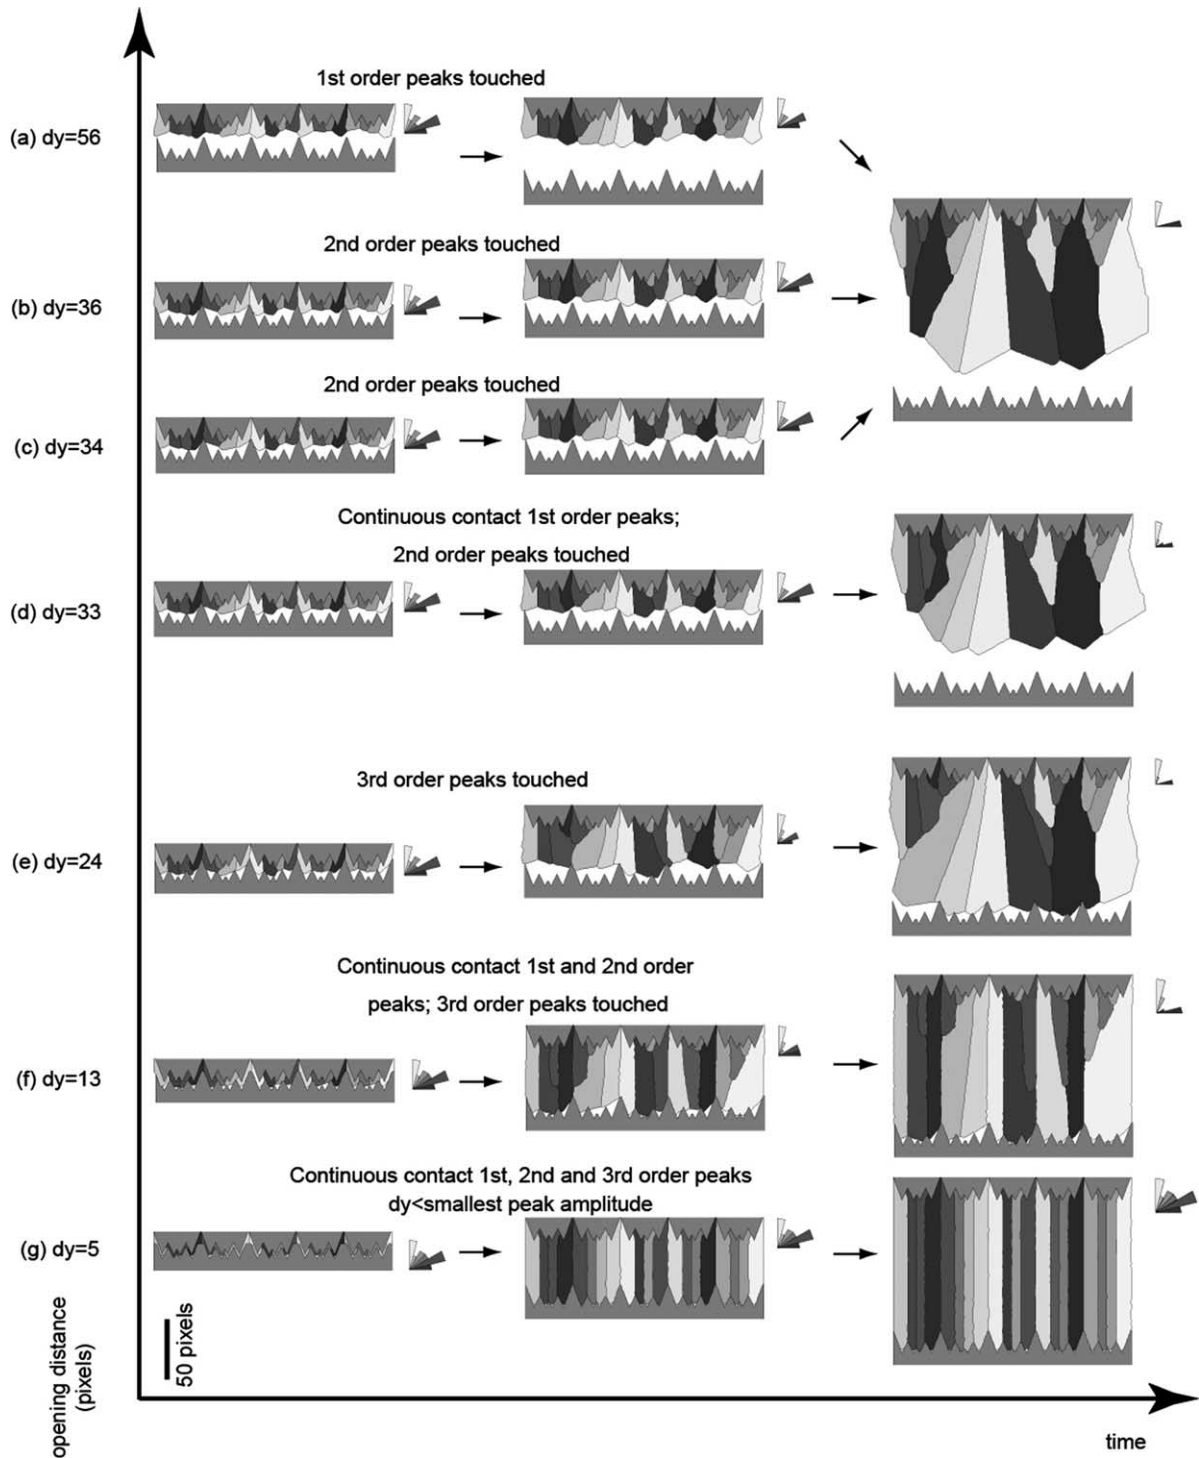 1st order peaks touched
(a) dy=56
2nd order peaks touched
(b) dy=36
2nd order peaks touched
(c) dy=34
Continuous contact 1st order peaks;
2nd order peaks touched
(d) dy=33
3rd order peaks touched
(e) dy=24
Continuous contact 1st and 2nd order
peaks; 3rd order peaks touched
(f) dy=13
Continuous contact 1st, 2nd and 3rd order peaks
dy<smallest peak amplitude
(g) dy=5
opening distance
(pixels)
50 pixels
time